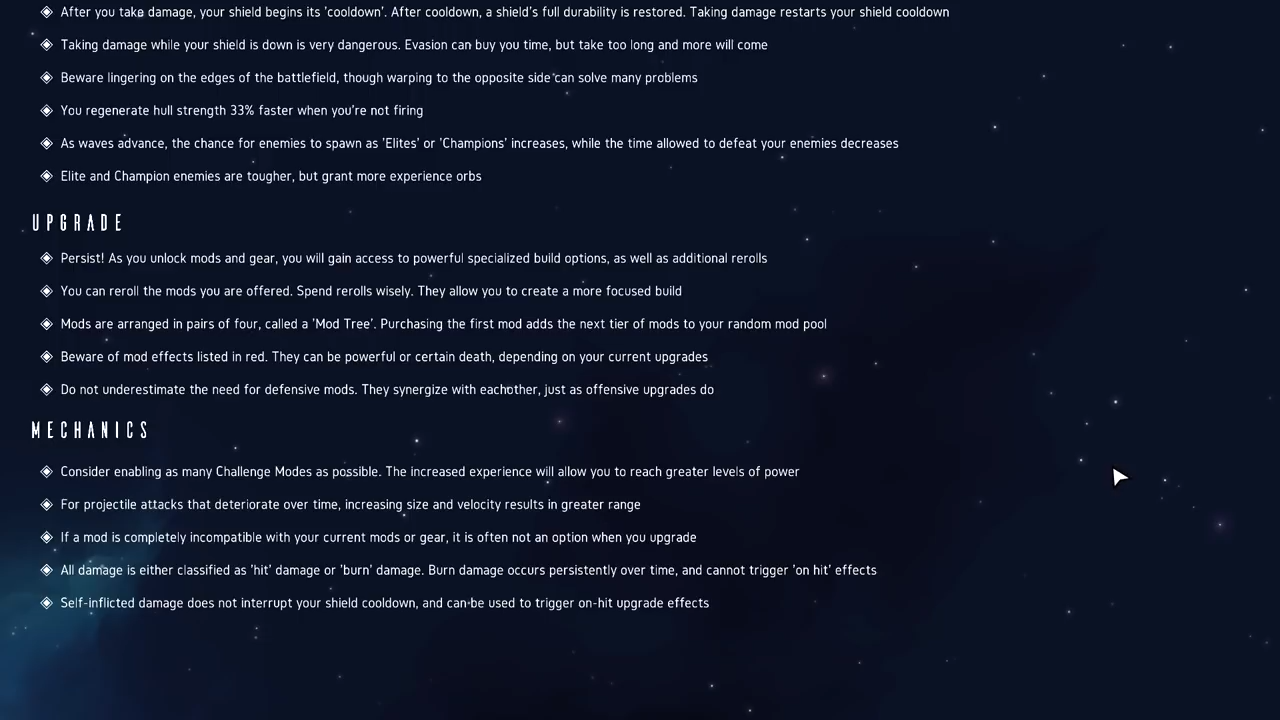 After you take damage, your shield begins its 'cooldown'. After cooldown, a shield's full durability is restored. Taking damage restarts your shield cooldown
Taking damage while your shield is down is very dangerous. Evasion can buy you time, but take too long and more will come
Beware lingering on the edges of the battlefield, though warping to the opposite side can solve many problems
You regenerate hull strength 33% faster when you're not firing
As waves advance, the chance for enemies to spawn as 'Elites' or 'Champions' increases, while the time allowed to defeat your enemies decreases
Elite and Champion enemies are tougher, but grant more experience orbs
UPGRADE
Persist! As you unlock mods and gear, you will gain access to powerful specialized build options, as well as additional rerolls
You can reroll the mods you are offered. Spend rerolls wisely. They allow you to create a more focused build
Mods are arranged in pairs of four, called a 'Mod Tree'. Purchasing the first mod adds the next tier of mods to your random mod pool
Beware of mod effects listed in red. They can be powerful or certain death, depending on your current upgrades
Do not underestimate the need for defensive mods. They synergize with eachother, just as offensive upgrades do
MECHANICS
Consider enabling as many Challenge Modes as possible. The increased experience will allow you to reach greater levels of power
For projectile attacks that deteriorate over time, increasing size and velocity results in greater range
If a mod is completely incompatible with your current mods or gear, it is often not an option when you upgrade
All damage is either classified as 'hit' damage or 'burn' damage. Burn damage occurs persistently over time, and cannot trigger 'on hit' effects
Self-inflicted damage does not interrupt your shield cooldown, and can be used to trigger on-hit upgrade effects